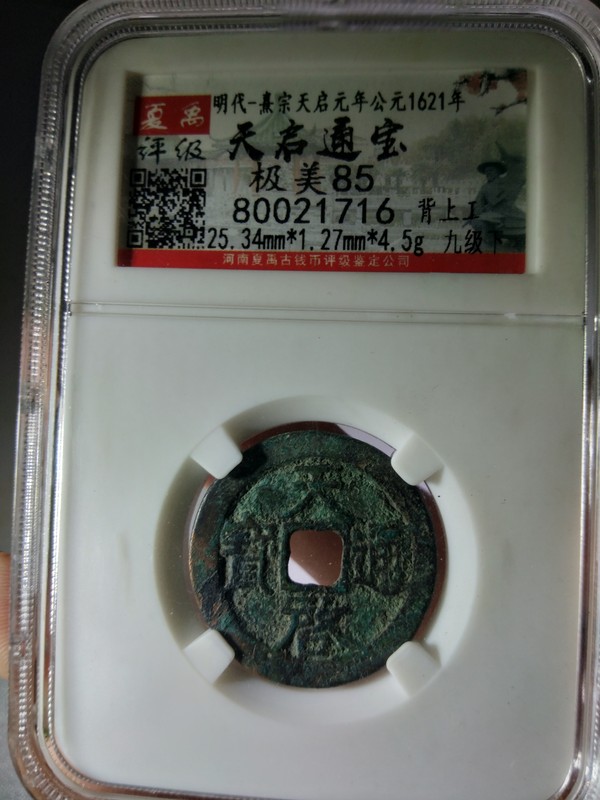 夏禹 明代-熹宗天启元年公元1621年
评级 天启通宝
极美85
80021716 背上工
25.34mm*1.27mm*4.5g 九级下
河南夏禹古钱币评级鉴定公司
天啓通寶